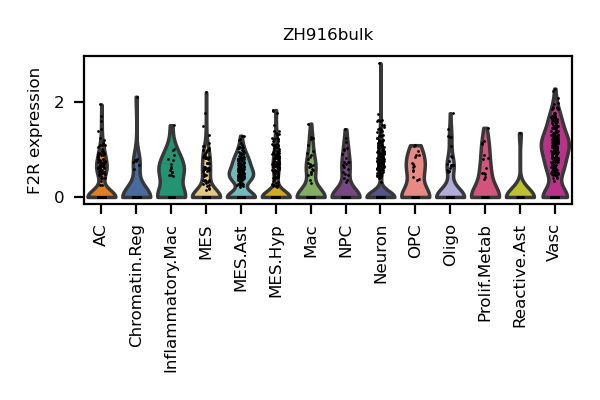 ZH916bulk
F2R expression
2
0
AC
Chromatin.Reg
Inflammatory.Mac
MES
MES.Ast
MES.Hyp
Mac
NPC
Neuron
OPC
Oligo
Prolif.Metab
Reactive.Ast
Vasc